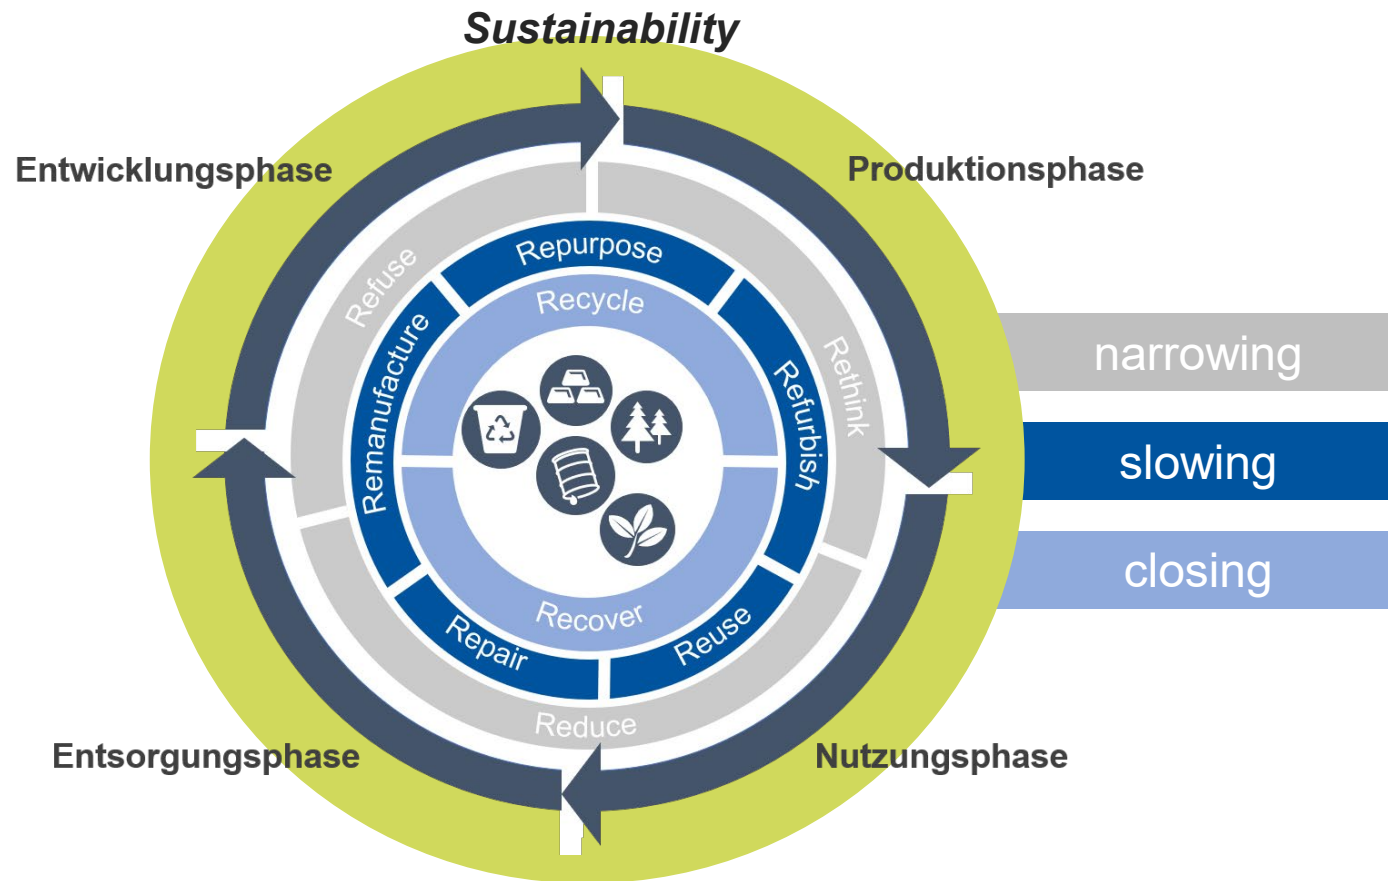 Sustainability
Entwicklungsphase
Produktionsphase
Refuse
Repurpose
Recycle
Remanufacture
Refurbish
Rethink
narrowing
slowing
closing
Recover
Repair
Reuse
Reduce
Entsorgungsphase
Nutzungsphase